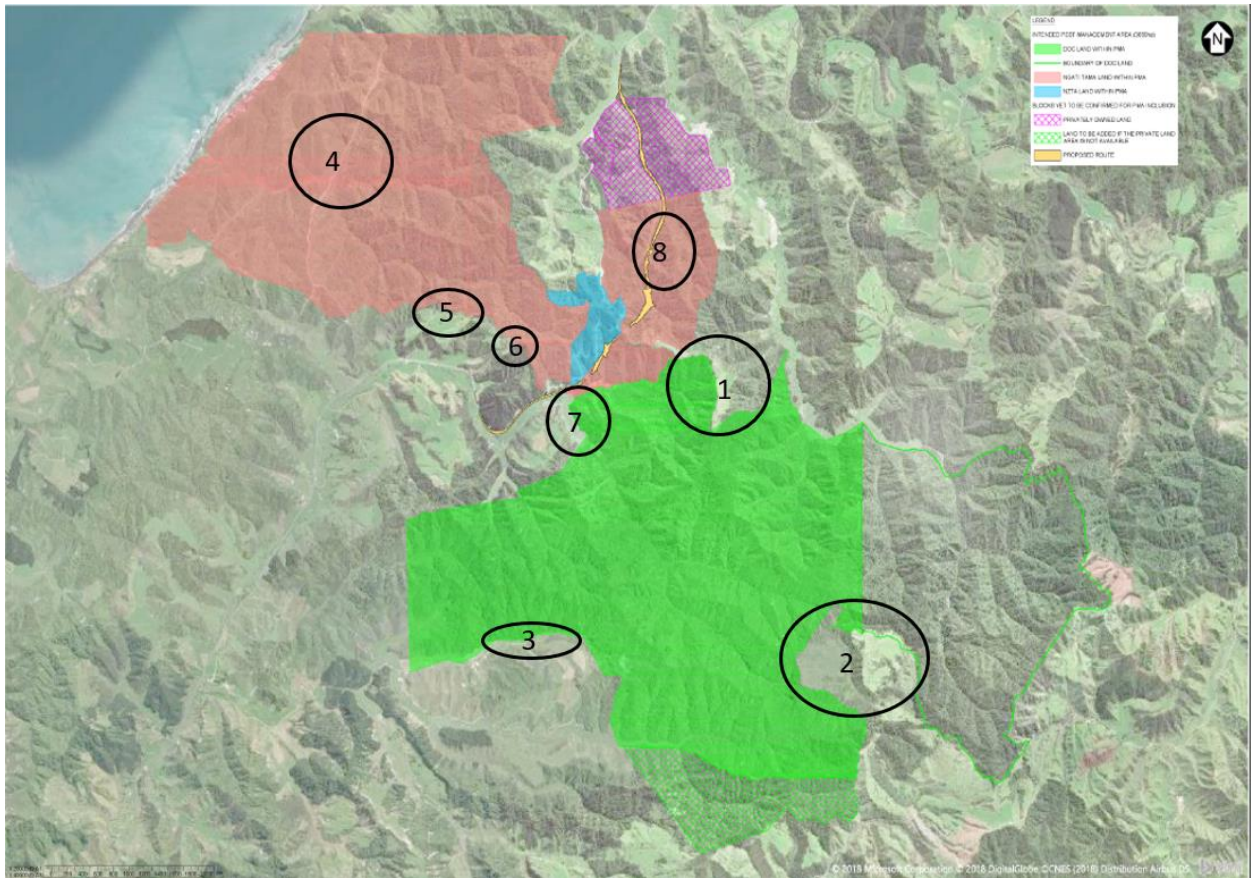 LEGEND
INTENDED PEST MANAGEMENT AREA
DOC LAND WITHIN PMA
BOUNDARY OF DOC LAND
NGATI TAMA LAND WITHIN PMA
NZTA LAND WITHIN PMA
BLOCKS YET TO BE CONFIRMED FOR PMA INCLUSION
PRIVATELY OWNED LAND
LAND TO BE ADDED IF THE PRIVATE LAND
AREA IS NOT AVAILABLE
PROPOSED ROUTE
N
4
8
5
6
1
7
3
2
© 2018 Microsoft Corporation © 2018 DigitalGlobe ©CNES (2018) Distribution Airbus DS